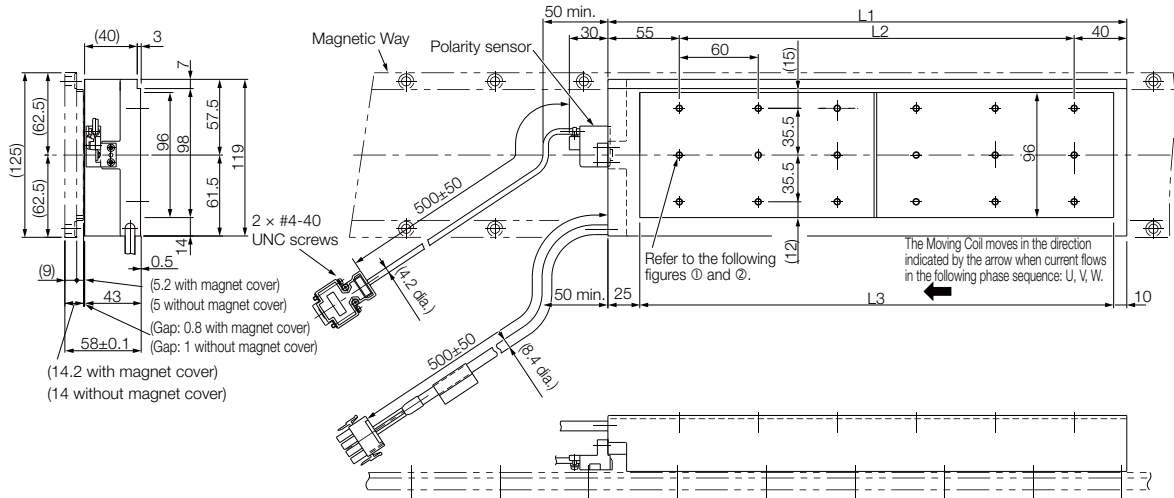 50 min.
L1
(40)
3
30
55
L2
40
Magnetic Way
Polarity sensor
60
(15)
7
(62.5)
57.5
(125)
96
98
119
35.5
96
(62.5)
61.5
500±50
35.5
2 × #4-40
UNC screws
14
(12)
Refer to the following
figures ① and ②.
The Moving Coil moves in the direction
indicated by the arrow when current flows
in the following phase sequence: U, V, W.
0.5
(9)
(5.2 with magnet cover)
(5 without magnet cover)
43
(4.2 dia.)
50 min.
25
L3
10
(Gap: 0.8 with magnet cover)
(Gap: 1 without magnet cover)
58±0.1
500±50
(8.4 dia.)
(14.2 with magnet cover)
(14 without magnet cover)